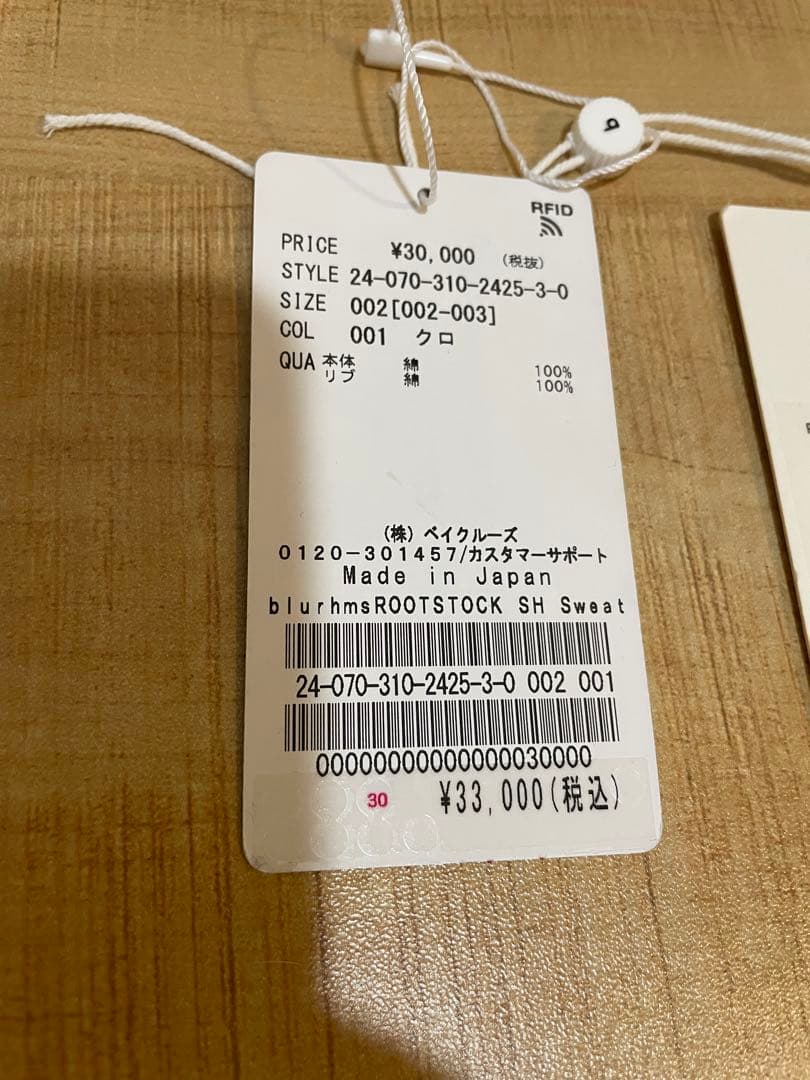 b
RFID
PRICE ¥30,000 (税抜)
STYLE 24-070-310-2425-3-0
SIZE 002[002-003]
COL 001 クロ
QUA 本体 綿 100%
リブ 綿 100%
(株) ベイクルーズ
0120-301457/カスタマーサポート
Made in Japan
blurhmsROOTSTOCK SH Sweat
24-070-310-2425-3-0 002 001
00000000000000030000
30 ¥33,000(税込)